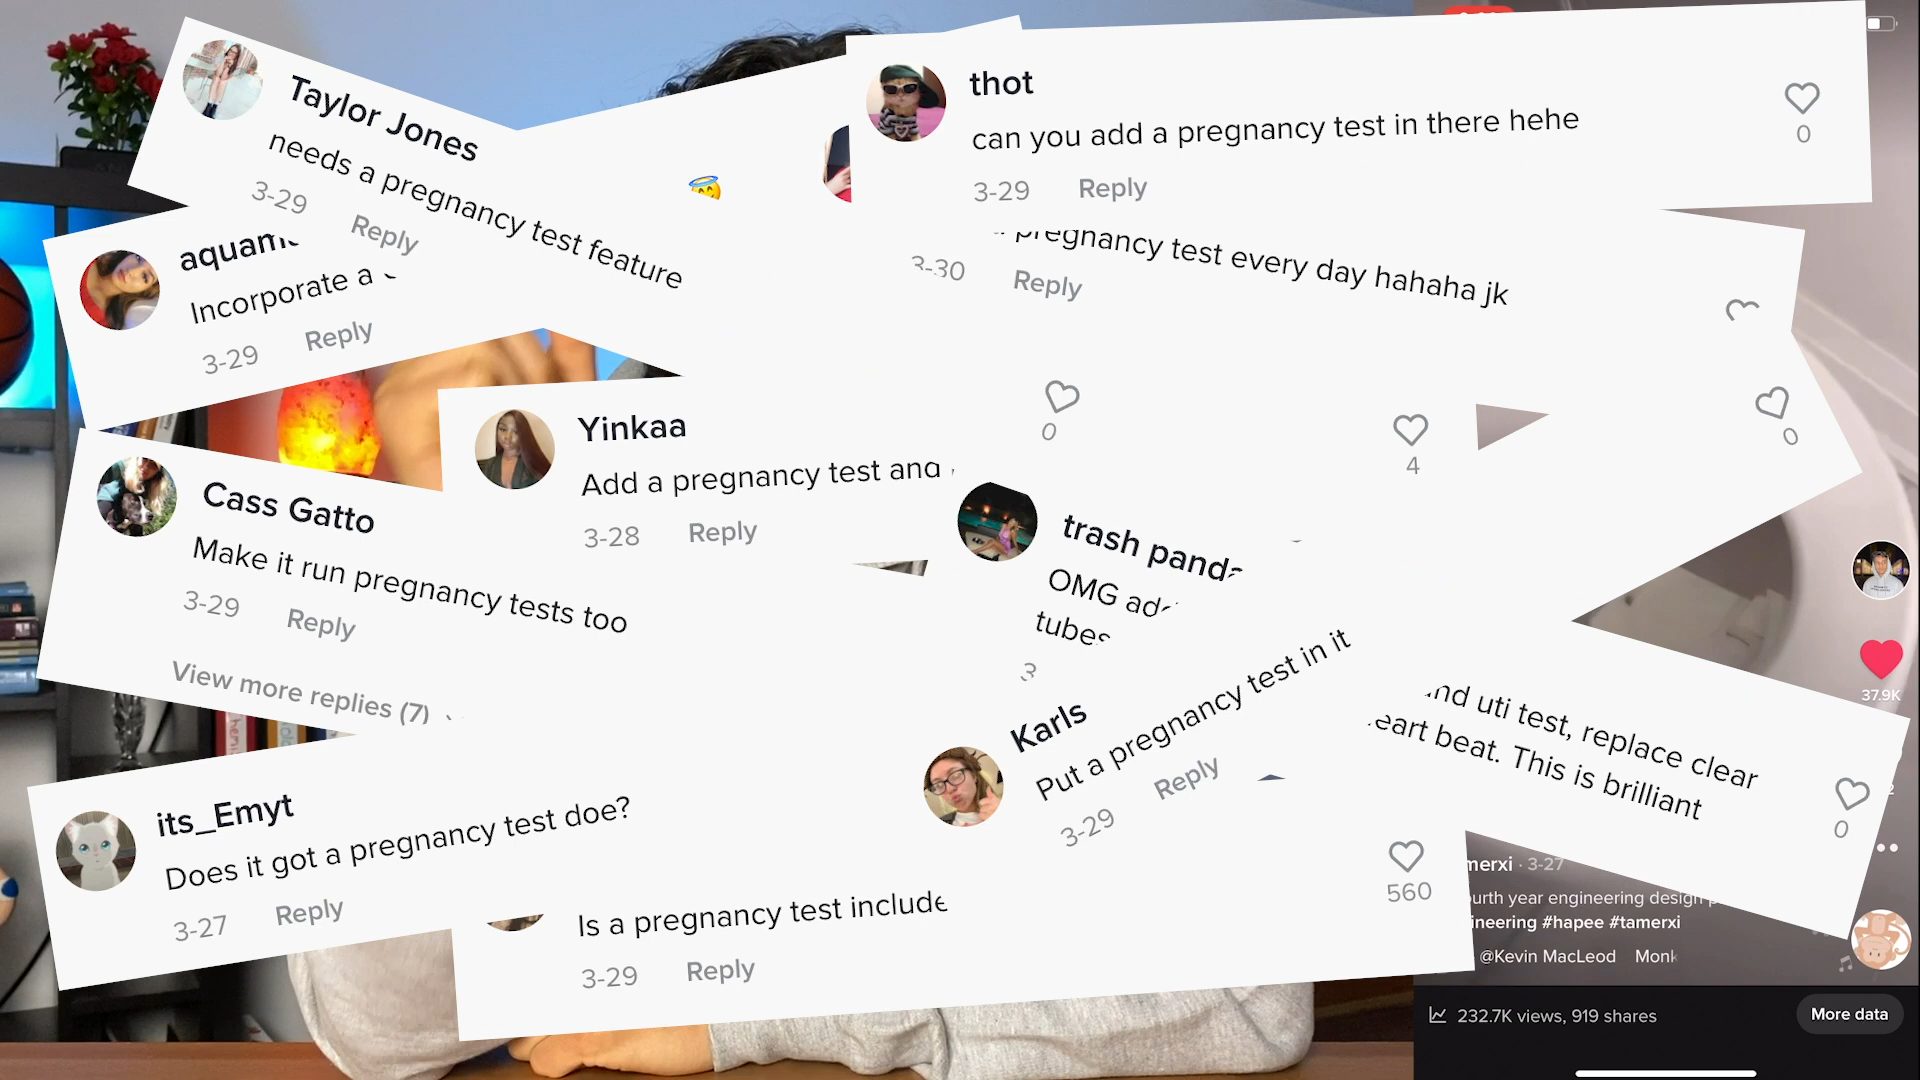 Taylor Jones
needs a pregnancy test feature
3-29 Reply
thot
can you add a pregnancy test in there hehe
0
3-29 Reply
Incorporate a
3-29 Reply
pregnancy test every day hahaha jk
3-30 Reply
Yinkaa
Add a pregnancy test and
3-28 Reply
0
4
0
Cass Gatto
Make it run pregnancy tests too
3-29 Reply
View more replies (7)
trash panda
OMG
tubes
Karls
Put a pregnancy test in it
3-29 Reply
uti test, replace clear
beat. This is brilliant
0
37.9K
its_Emyt
Does it got a pregnancy test doe?
3-27 Reply
Is a pregnancy test include
3-29 Reply
560
merxi · 3-27
ourth year engineering design
ineering #hapee #tamerxi
@Kevin MacLeod Monk
232.7K views, 919 shares
More data